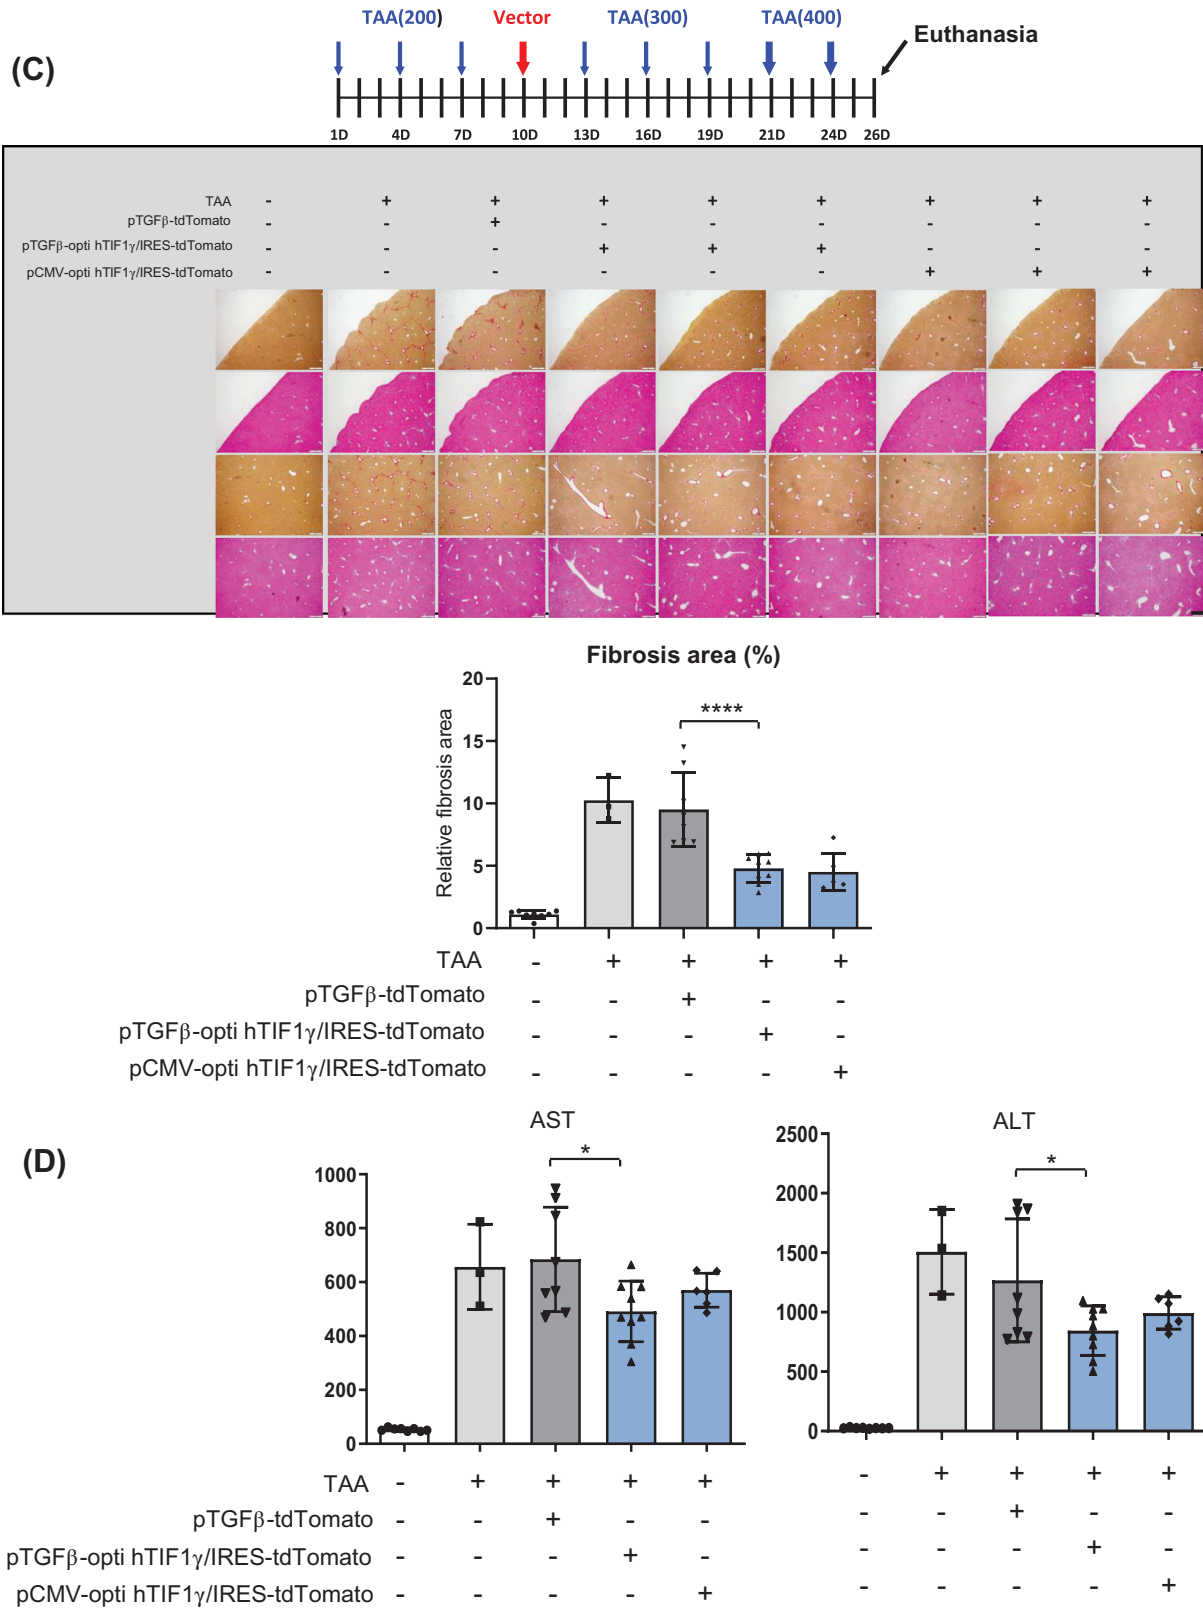 TAA(200) Vector TAA(300) TAA(400)
Euthanasia
(C)
1D 4D 7D 10D 13D 16D 19D 21D 24D 26D
TAA - + + + + + + + +
pTGFβ-tdTomato - - + - - - - - -
pTGFβ-opti hTIF1γ/IRES-tdTomato - - - + + + - - -
pCMV-opti hTIF1γ/IRES-tdTomato - - - - - - + + +
Fibrosis area (%)
Relative fibrosis area
20
15
10
5
0
****
TAA - + + + +
pTGFβ-tdTomato - - + - -
pTGFβ-opti hTIF1γ/IRES-tdTomato - - - + -
pCMV-opti hTIF1γ/IRES-tdTomato - - - - +
(D)
AST
1000
800
600
400
200
0
*
TAA - + + + +
pTGFβ-tdTomato - - + - -
pTGFβ-opti hTIF1γ/IRES-tdTomato - - - + -
pCMV-opti hTIF1γ/IRES-tdTomato - - - - +
ALT
2500
2000
1500
1000
500
0
*
- + + + +
- - + - -
- - - + -
- - - - +